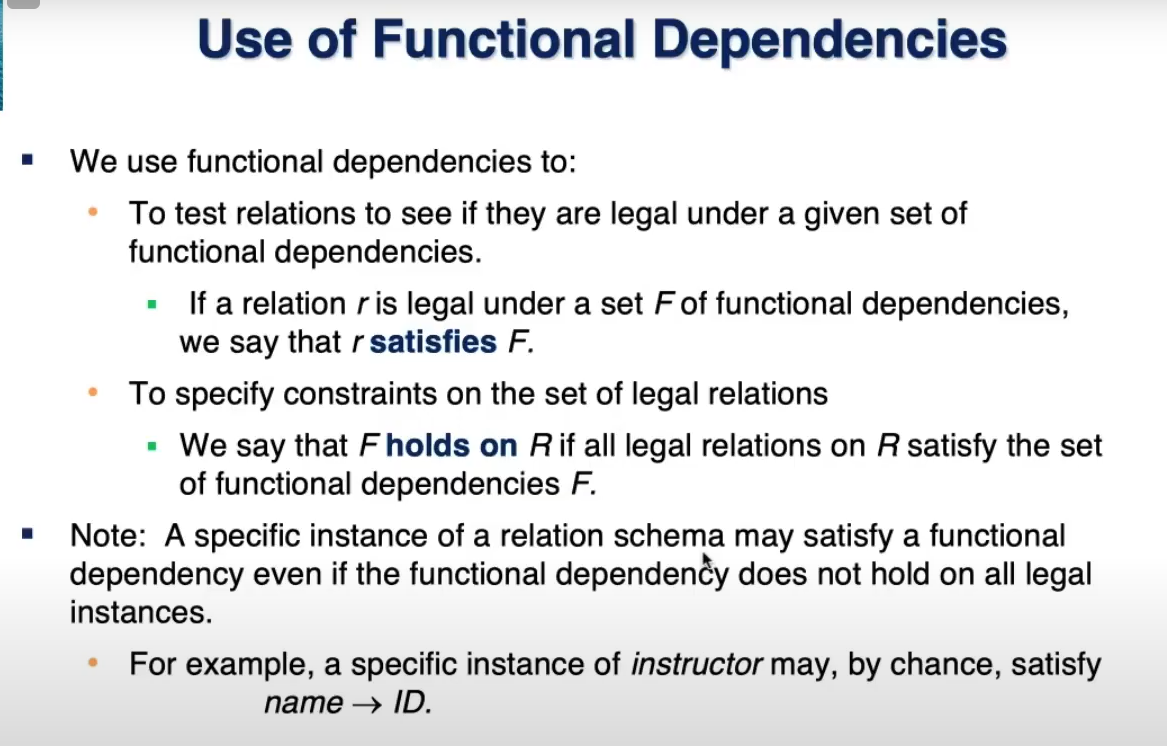 Use of Functional Dependencies
▪ We use functional dependencies to:
• To test relations to see if they are legal under a given set of
functional dependencies.
▪ If a relation r is legal under a set F of functional dependencies,
we say that r satisfies F.
• To specify constraints on the set of legal relations
▪ We say that F holds on R if all legal relations on R satisfy the set
of functional dependencies F.
▪ Note: A specific instance of a relation schema may satisfy a functional
dependency even if the functional dependency does not hold on all legal
instances.
• For example, a specific instance of instructor may, by chance, satisfy
name → ID.